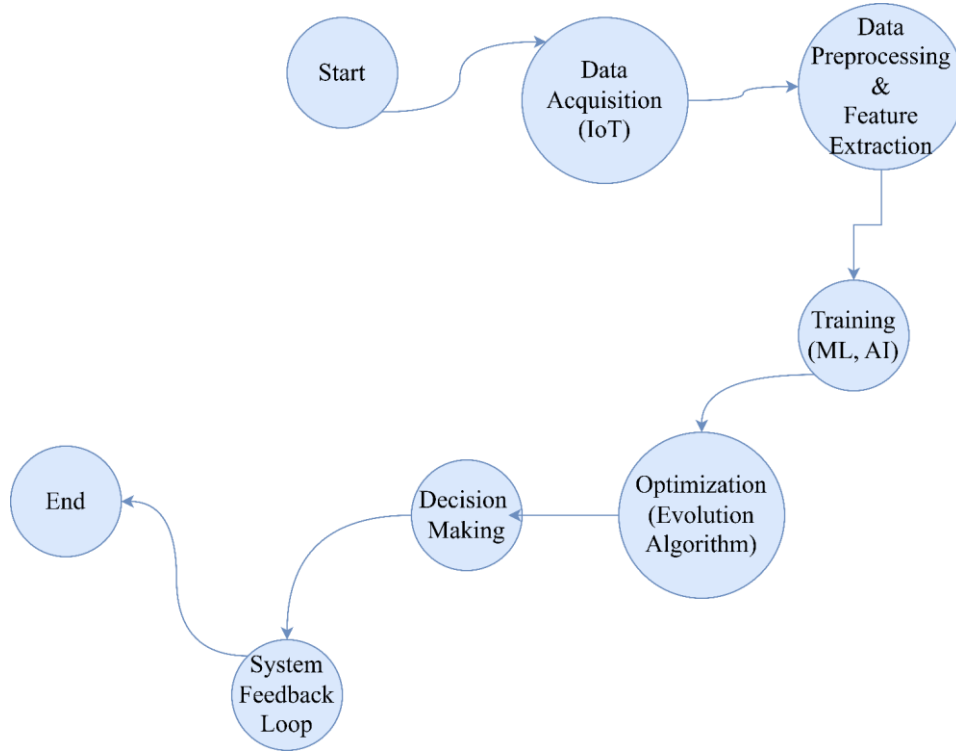 Start
Data
Acquisition
(IoT)
Data
Preprocessing
&
Feature
Extraction
Training
(ML, AI)
Optimization
(Evolution
Algorithm)
Decision
Making
System
Feedback
Loop
End